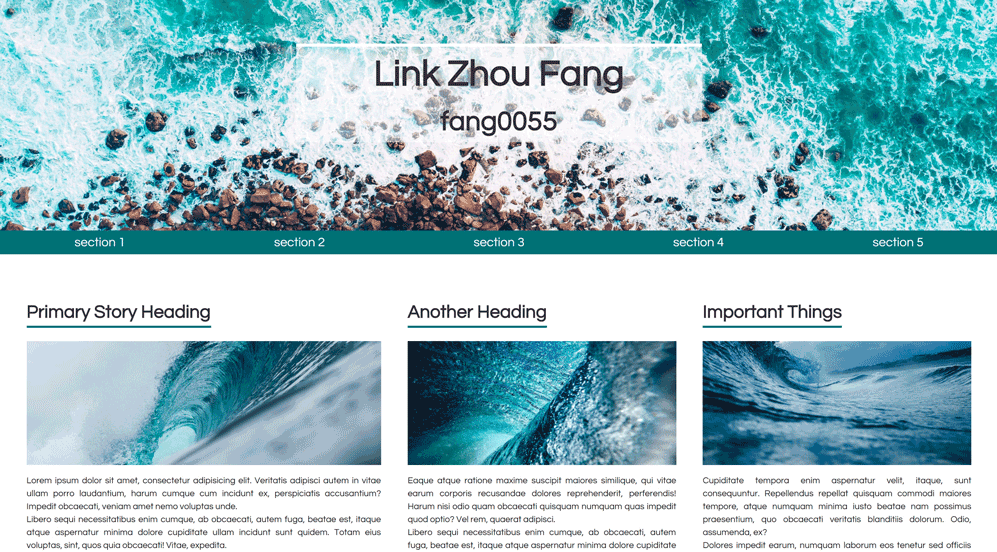 Link Zhou Fang
fang0055
section 1
section 2
section 3
section 4
section 5
Primary Story Heading
Lorem ipsum dolor sit amet, consectetur adipisicing elit. Veritatis adipisci autem in vitae
ullam porro laudantium, harum cumque cum incidunt ex, perspiciatis accusantium?
Impedit obcaecati, veniam amet nemo voluptas unde.
Libero sequi necessitatibus enim cumque, ab obcaecati, autem fuga, beatae est, itaque
atque aspernatur minima dolore cupiditate ullam incidunt sunt quidem. Totam eius
voluptas, sint, quos quia obcaecati! Vitae, expedita.
Another Heading
Eaque atque ratione maxime suscipit maiores similique, qui vitae
earum corporis recusandae dolores reprehenderit, perferendis!
Harum nisi odio quam obcaecati quisquam numquam quas impedit
quod optio? Vel rem, quaerat adipisci.
Libero sequi necessitatibus enim cumque, ab obcaecati, autem
fuga, beatae est, itaque atque aspernatur minima dolore cupiditate
Important Things
Cupiditate tempora enim aspernatur velit, itaque, sunt
consequuntur. Repellendus repellat quisquam commodi maiores
tempore, atque numquam minima iusto beatae nam possimus
praesentium, quo obcaecati veritatis blanditiis dolorum. Odio,
assumenda, ex?
Dolores impedit earum, numquam laborum eos tenetur sed officiis